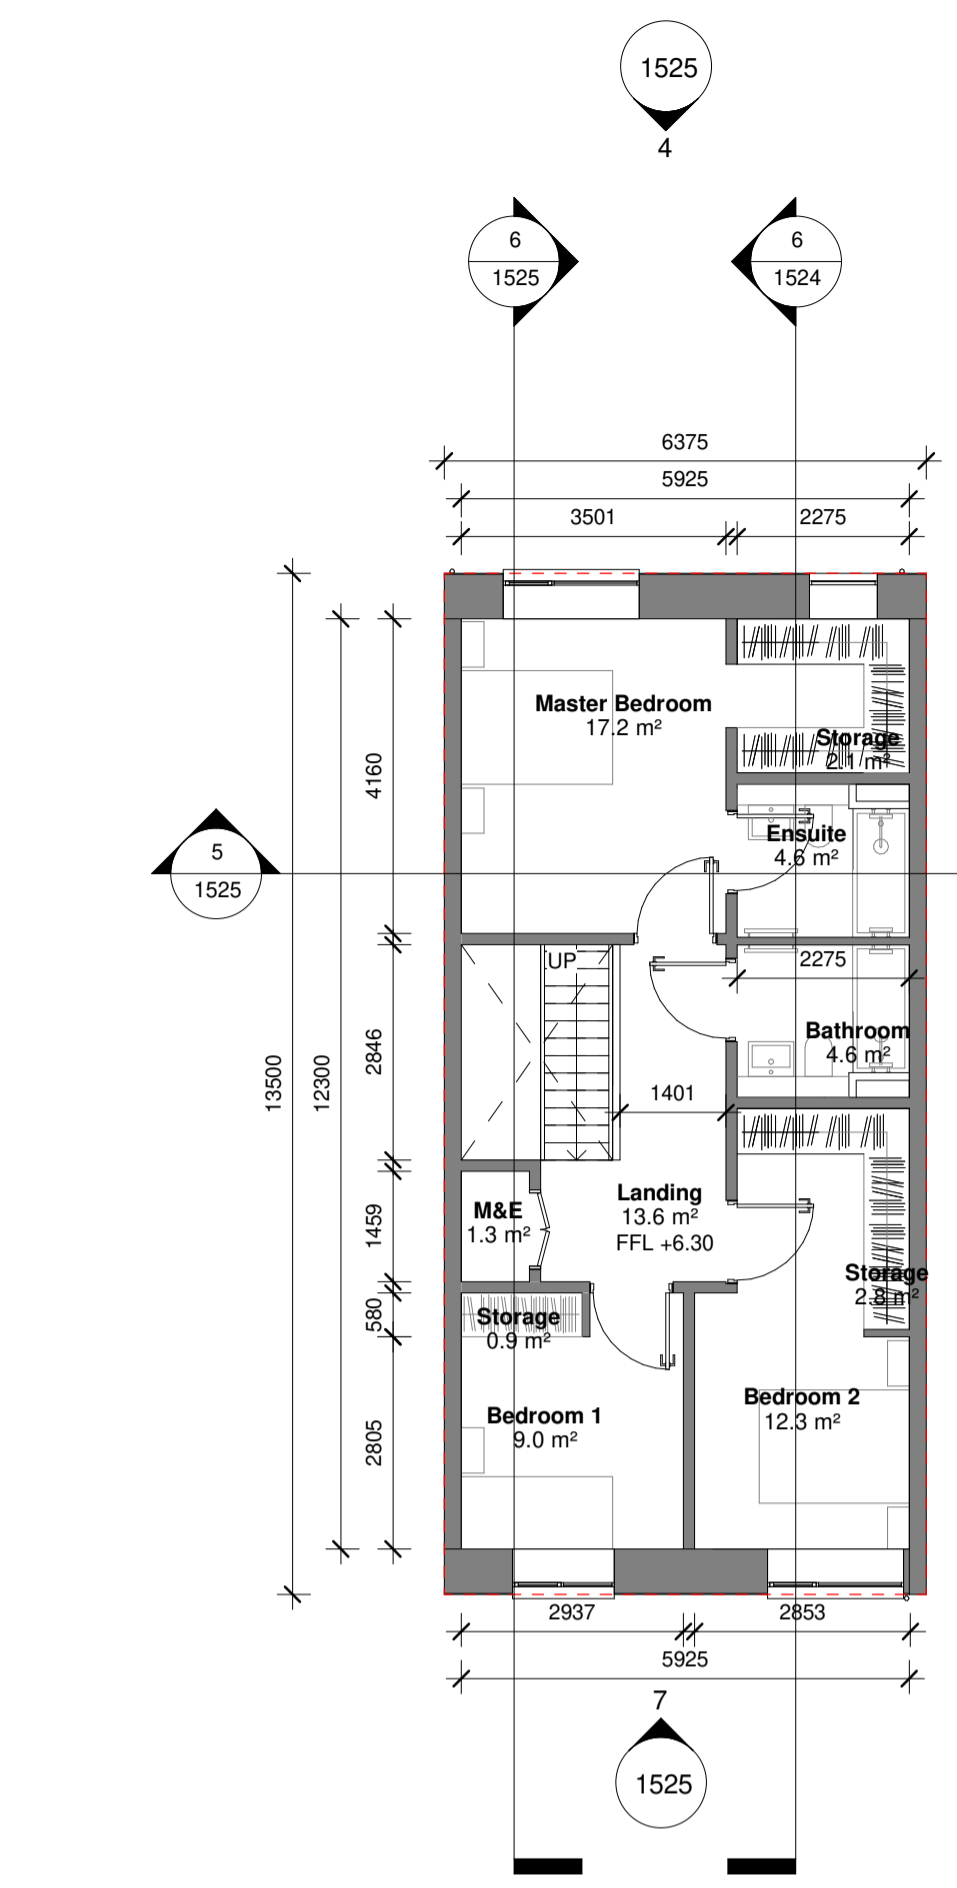 1525
4
6
1525
6
1524
6375
5925
3501
2275
Master Bedroom
17.2 m²
Storage
2.1 m²
4160
Ensuite
4.6 m²
5
1525
UP
2275
Bathroom
4.6 m²
2846
13500
12300
1401
Landing
13.6 m²
FFL +6.30
M&E
1.3 m²
1459
Storage
2.8 m²
580
Storage
0.9 m²
Bedroom 2
12.3 m²
Bedroom 1
9.0 m²
2805
2937
2853
5925
7
1525